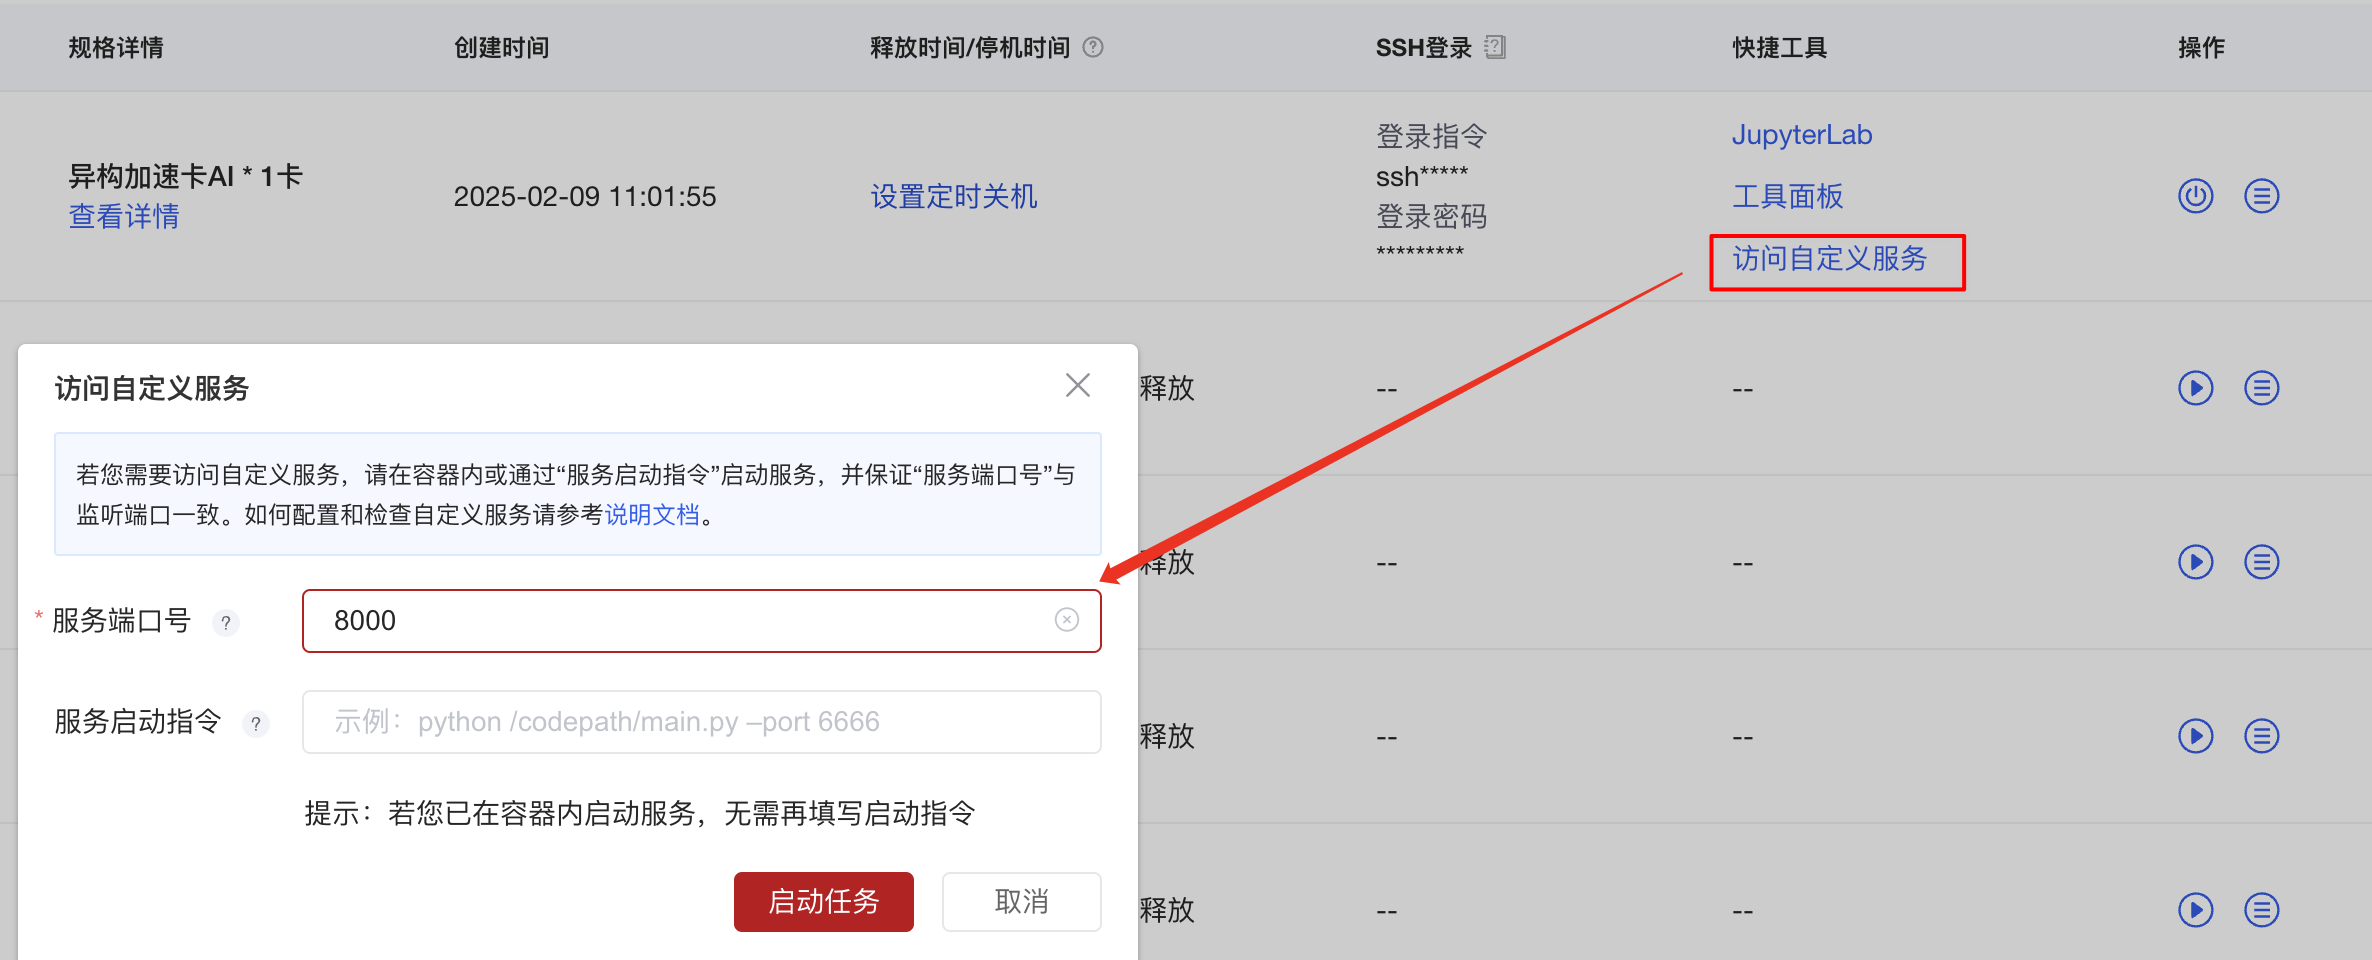 规格详情
创建时间
释放时间/停机时间 ?
SSH登录 ?
快捷工具
操作
异构加速卡AI * 1卡
查看详情
2025-02-09 11:01:55
设置定时关机
登录指令
ssh*****
登录密码
*********
JupyterLab
工具面板
访问自定义服务
释放
--
--
释放
--
--
释放
--
--
释放
--
--
访问自定义服务
若您需要访问自定义服务，请在容器内或通过“服务启动指令”启动服务，并保证“服务端口号”与
监听端口一致。如何配置和检查自定义服务请参考说明文档。
* 服务端口号 ?
8000
服务启动指令 ?
示例：python /codepath/main.py –port 6666
提示：若您已在容器内启动服务，无需再填写启动指令
启动任务
取消